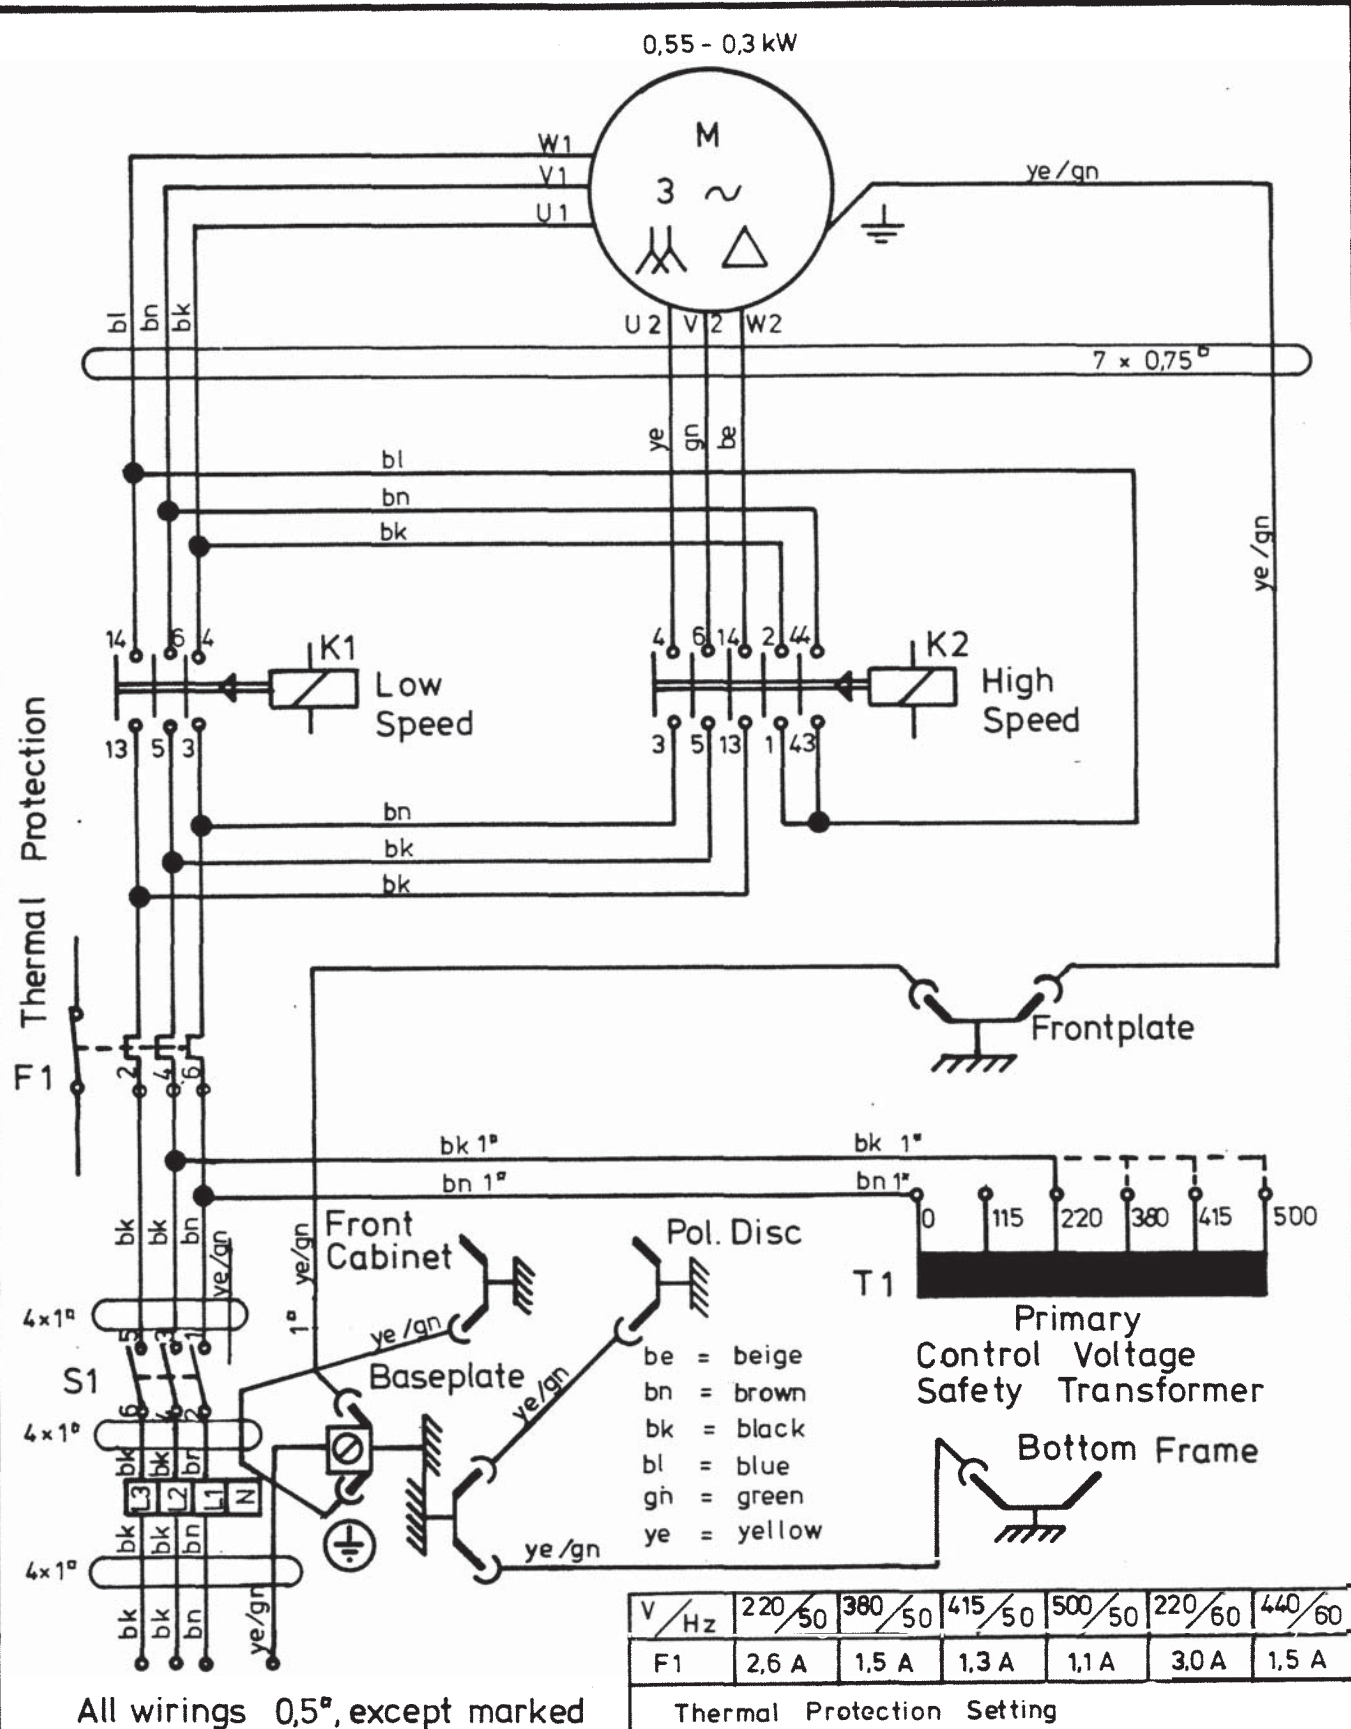 0,55 - 0,3 kW
M
3 ~
W1
V1
U1
ye/gn
bl
bn
bk
U2
V2
W2
7 × 0,75□
ye
gn
be
bl
bn
bk
ye/gn
14 6 4
K1
Low
Speed
13 5 3
4 6 14 2 44
K2
High
Speed
3 5 13 1 43
bn
bk
bk
Thermal Protection
F1
2 4 6
Frontplate
bk 1□
bk 1□
bn 1□
bn 1□
0 115 220 380 415 500
T1
Primary
Control Voltage
Safety Transformer
bk bk bn ye/gn
1□ ye/gn
Front
Cabinet
Pol. Disc
4×1□
5 3 1
ye/gn
S1
Baseplate
6 4 2
4×1□
ye/gn
be = beige
bn = brown
bk = black
bl = blue
gn = green
ye = yellow
Bottom Frame
bk bk bn
L3 L2 L1 N
bk bk bn
ye/gn
4×1□
bk bk bn ye/gn
V/Hz 220/50 380/50 415/50 500/50 220/60 440/60
F1 2,6 A 1,5 A 1,3 A 1,1 A 3,0 A 1,5 A
Thermal Protection Setting
All wirings 0,5□, except marked